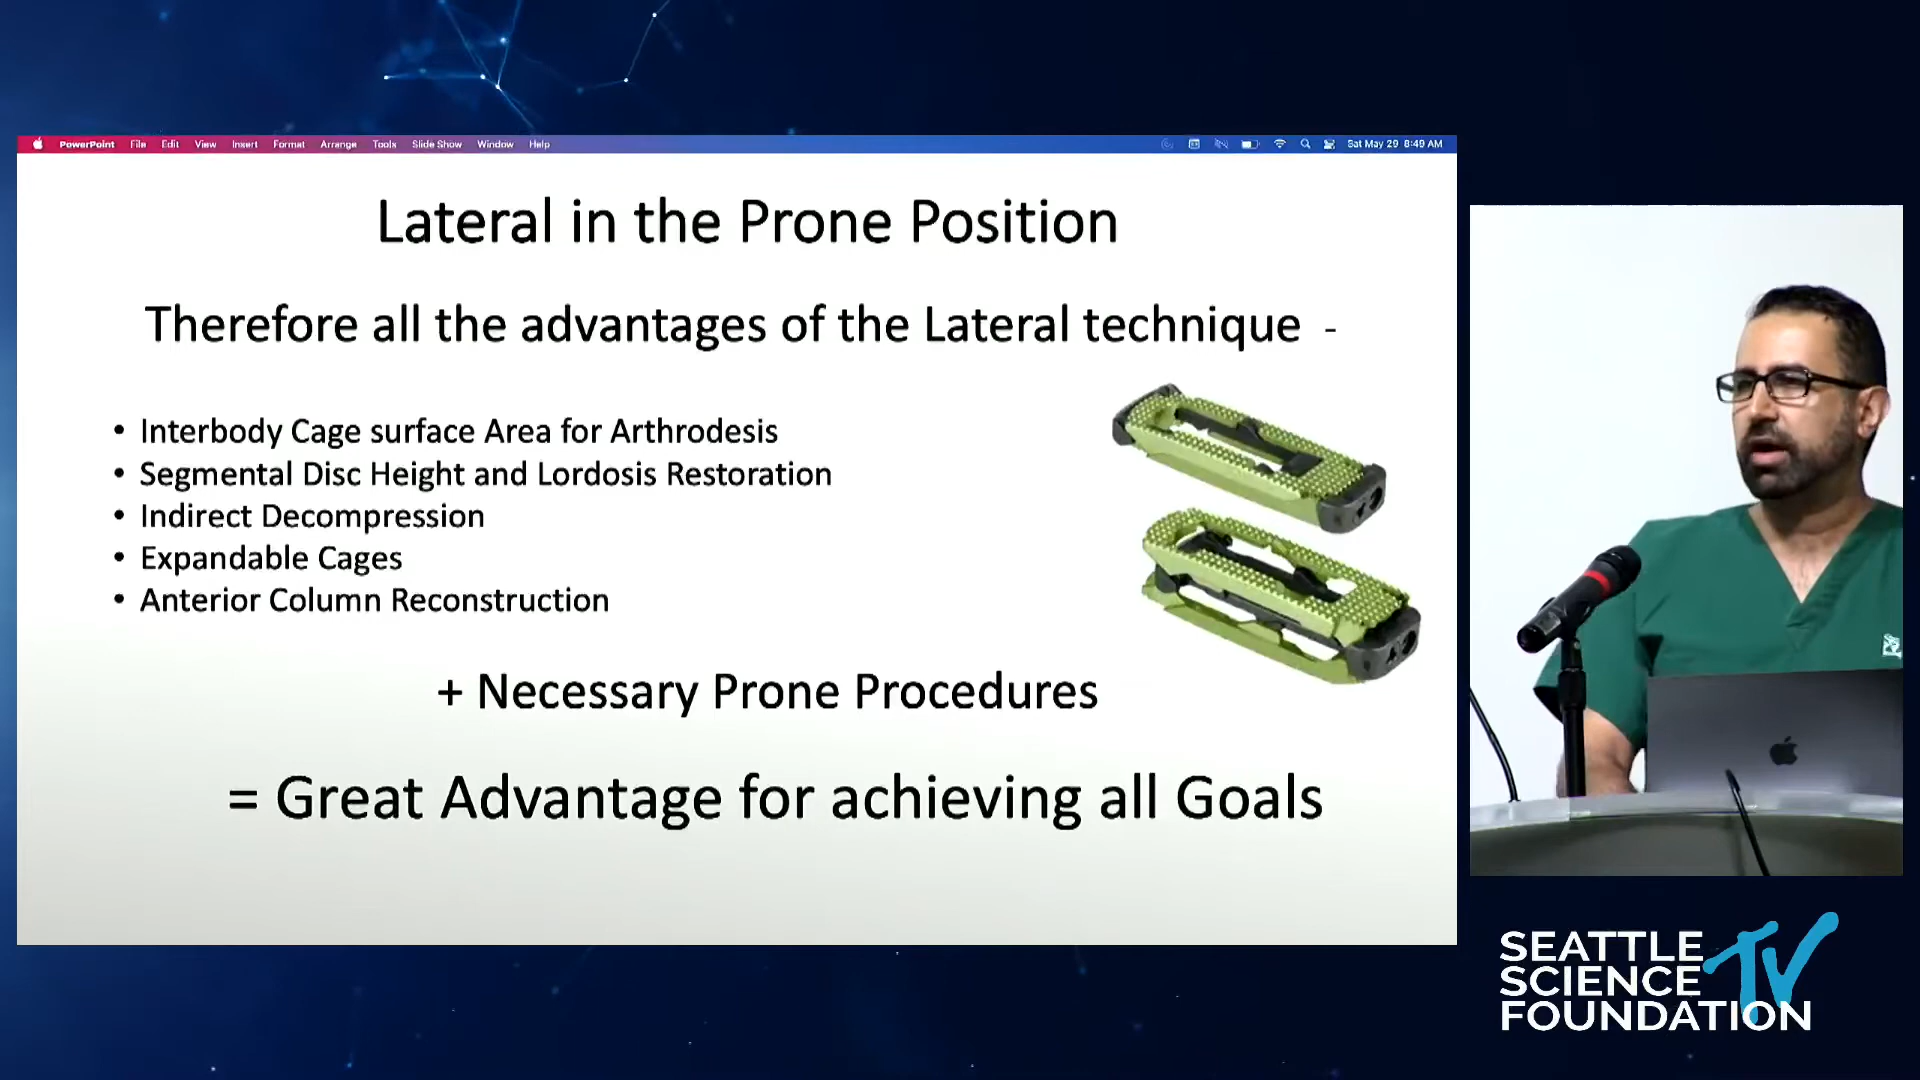 PowerPoint File Edit View Insert Format Arrange Tools Slide Show Window Help Sat May 29 8:49 AM
Lateral in the Prone Position
Therefore all the advantages of the Lateral technique -
• Interbody Cage surface Area for Arthrodesis
• Segmental Disc Height and Lordosis Restoration
• Indirect Decompression
• Expandable Cages
• Anterior Column Reconstruction
+ Necessary Prone Procedures
= Great Advantage for achieving all Goals
SEATTLE
SCIENCE
FOUNDATION
TV